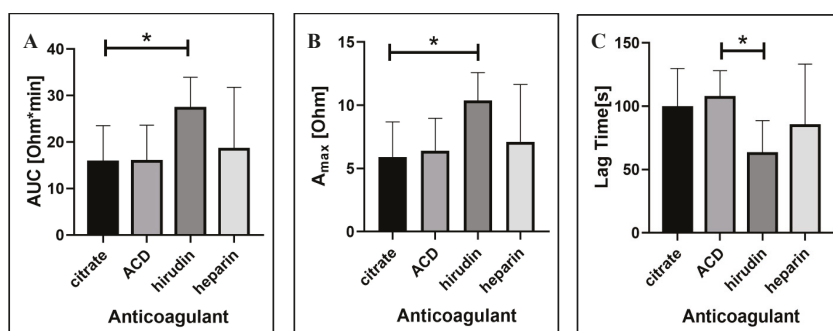 A
AUC [Ohm*min]
40
30
20
10
0
*
citrate
ACD
hirudin
heparin
Anticoagulant
B
Amax [Ohm]
15
10
5
0
*
citrate
ACD
hirudin
heparin
Anticoagulant
C
Lag Time[s]
150
100
50
0
*
citrate
ACD
hirudin
heparin
Anticoagulant